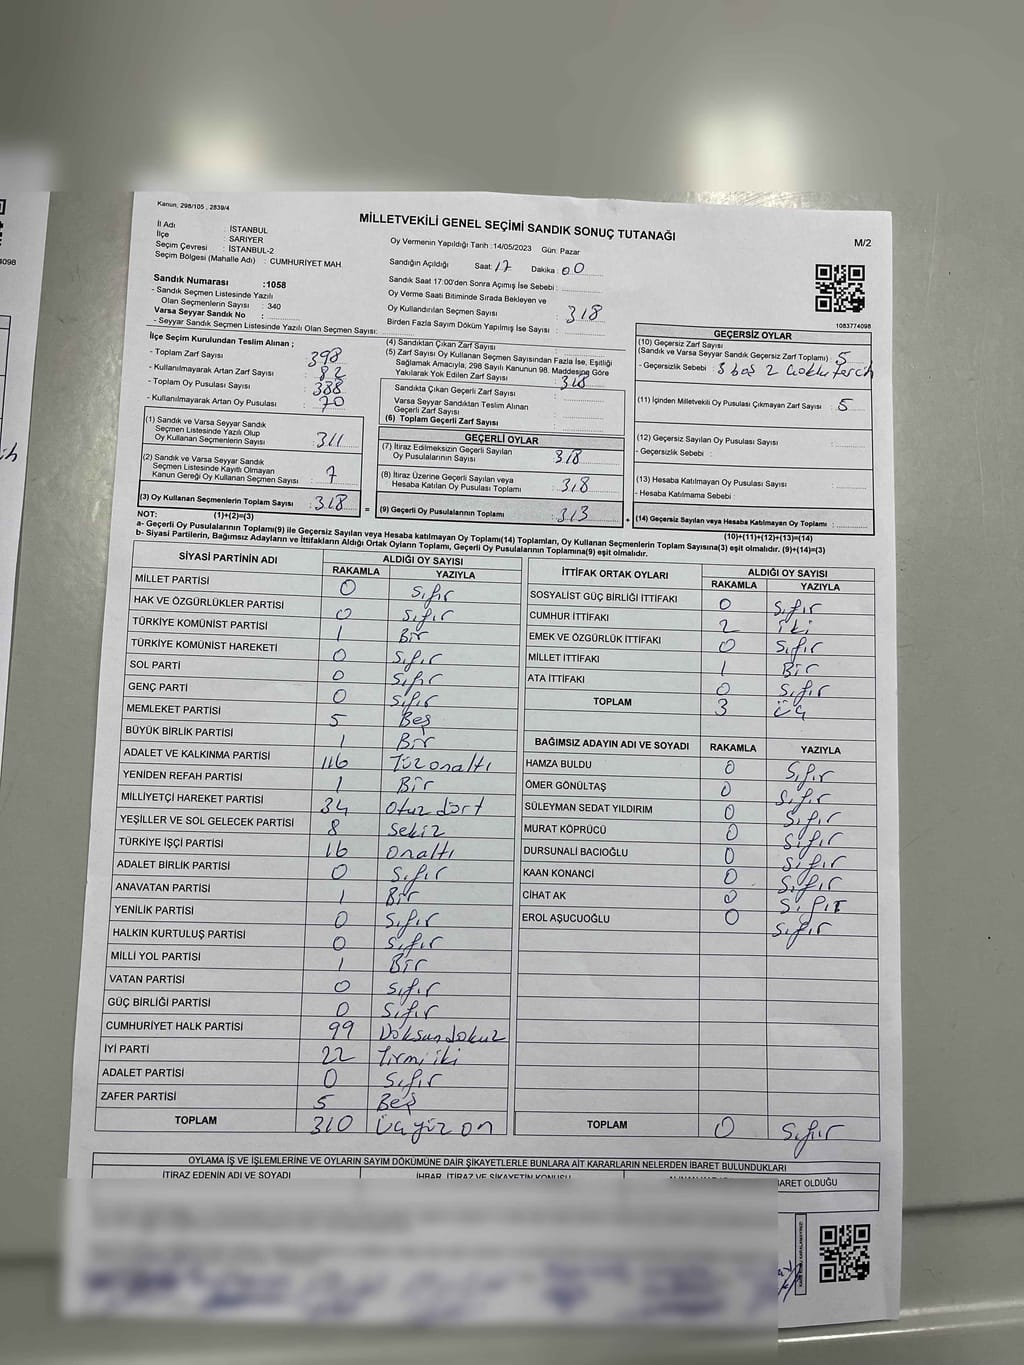 Kanun, 298/105 , 2839/4
MİLLETVEKİLİ GENEL SEÇİMİ SANDIK SONUÇ TUTANAĞI
M/2
İl Adı : İSTANBUL
İlçe : SARIYER
Seçim Çevresi : İSTANBUL-2
Seçim Bölgesi (Mahalle Adı) : CUMHURİYET MAH.
Sandık Numarası :1058
- Sandık Seçmen Listesinde Yazılı
Olan Seçmenlerin Sayısı : 340
Varsa Seyyar Sandık No :
- Seyyar Sandık Seçmen Listesinde Yazılı Olan Seçmen Sayısı:
Oy Vermenin Yapıldığı Tarih :14/05/2023 Gün: Pazar
Sandığın Açıldığı Saat: 17 Dakika : 00
Sandık Saat 17:00'den Sonra Açımış İse Sebebi :
Oy Verme Saati Bitiminde Sırada Bekleyen ve
Oy Kullandırılan Seçmen Sayısı : 318
Birden Fazla Sayım Döküm Yapılmış İse Sayısı :
1083774098
İlçe Seçim Kurulundan Teslim Alınan ;
- Toplam Zarf Sayısı 398
- Kullanılmayarak Artan Zarf Sayısı 82
- Toplam Oy Pusulası Sayısı 388
- Kullanılmayarak Artan Oy Pusulası 70
(1) Sandık ve Varsa Seyyar Sandık
Seçmen Listesinde Yazılı Olup
Oy Kullanan Seçmenlerin Sayısı : 311
(2) Sandık ve Varsa Seyyar Sandık
Seçmen Listesinde Kayıtlı Olmayan
Kanun Gereği Oy Kullanan Seçmen Sayısı : 7
(3) Oy Kullanan Seçmenlerin Toplam Sayısı : 318
(4) Sandıktan Çıkan Zarf Sayısı :
(5) Zarf Sayısı Oy Kullanan Seçmen Sayısından Fazla İse, Eşitliği
Sağlamak Amacıyla, 298 Sayılı Kanunun 98. Maddesine Göre
Yakılarak Yok Edilen Zarf Sayısı : 318
Sandıkta Çıkan Geçerli Zarf Sayısı :
Varsa Seyyar Sandıktan Teslim Alınan
Geçerli Zarf Sayısı :
(6) Toplam Geçerli Zarf Sayısı :
GEÇERLİ OYLAR
(7) İtiraz Edilmeksizin Geçerli Sayılan
Oy Pusulalarının Sayısı : 318
(8) İtiraz Üzerine Geçerli Sayılan veya
Hesaba Katılan Oy Pusulası Toplamı : 318
= (9) Geçerli Oy Pusulalarının Toplamı : 313 +
GEÇERSİZ OYLAR
(10) Geçersiz Zarf Sayısı
(Sandık ve Varsa Seyyar Sandık Geçersiz Zarf Toplamı) : 5
- Geçersizlik Sebebi : 3 boş 2 çoklu tercih
(11) İçinden Milletvekili Oy Pusulası Çıkmayan Zarf Sayısı : 5
(12) Geçersiz Sayılan Oy Pusulası Sayısı :
- Geçersizlik Sebebi :
(13) Hesaba Katılmayan Oy Pusulası Sayısı :
- Hesaba Katılmama Sebebi :
(14) Geçersiz Sayılan veya Hesaba Katılmayan Oy Toplamı :
NOT: (1)+(2)=(3)
(10)+(11)+(12)+(13)=(14)
a- Geçerli Oy Pusulalarının Toplamı(9) ile Geçersiz Sayılan veya Hesaba katılmayan Oy Toplamı(14) Toplamları, Oy Kullanan Seçmenlerin Toplam Sayısına(3) eşit olmalıdır. (9)+(14)=(3)
b- Siyasi Partilerin, Bağımsız Adayların ve İttifakların Aldığı Ortak Oyların Toplamı, Geçerli Oy Pusulalarının Toplamına(9) eşit olmalıdır.
SİYASİ PARTİNİN ADI ALDIĞI OY SAYISI
RAKAMLA YAZIYLA
MİLLET PARTİSİ 0 Sıfır
HAK VE ÖZGÜRLÜKLER PARTİSİ 0 Sıfır
TÜRKİYE KOMÜNİST PARTİSİ 1 Bir
TÜRKİYE KOMÜNİST HAREKETİ 0 Sıfır
SOL PARTİ 0 Sıfır
GENÇ PARTİ 0 Sıfır
MEMLEKET PARTİSİ 5 Beş
BÜYÜK BİRLİK PARTİSİ 1 Bir
ADALET VE KALKINMA PARTİSİ 116 Yüzonaltı
YENİDEN REFAH PARTİSİ 1 Bir
MİLLİYETÇİ HAREKET PARTİSİ 34 Otuz dört
YEŞİLLER VE SOL GELECEK PARTİSİ 8 Sekiz
TÜRKİYE İŞÇİ PARTİSİ 16 Onaltı
ADALET BİRLİK PARTİSİ 0 Sıfır
ANAVATAN PARTİSİ 1 Bir
YENİLİK PARTİSİ 0 Sıfır
HALKIN KURTULUŞ PARTİSİ 0 Sıfır
MİLLİ YOL PARTİSİ 1 Bir
VATAN PARTİSİ 0 Sıfır
GÜÇ BİRLİĞİ PARTİSİ 0 Sıfır
CUMHURİYET HALK PARTİSİ 99 Doksandokuz
İYİ PARTİ 22 Yirmi iki
ADALET PARTİSİ 0 Sıfır
ZAFER PARTİSİ 5 Beş
TOPLAM 310 Üçyüz on
İTTİFAK ORTAK OYLARI ALDIĞI OY SAYISI
RAKAMLA YAZIYLA
SOSYALİST GÜÇ BİRLİĞİ İTTİFAKI 0 Sıfır
CUMHUR İTTİFAKI 2 iki
EMEK VE ÖZGÜRLÜK İTTİFAKI 0 Sıfır
MİLLET İTTİFAKI 1 Bir
ATA İTTİFAKI 0 Sıfır
TOPLAM 3 Üç
BAĞIMSIZ ADAYIN ADI VE SOYADI RAKAMLA YAZIYLA
HAMZA BULDU 0 Sıfır
ÖMER GÖNÜLTAŞ 0 Sıfır
SÜLEYMAN SEDAT YILDIRIM 0 Sıfır
MURAT KÖPRÜCÜ 0 Sıfır
DURSUNALİ BACIOĞLU 0 Sıfır
KAAN KONANCI 0 Sıfır
CİHAT AK 0 Sıfır
EROL AŞUCUOĞLU 0 Sıfır
TOPLAM 0 Sıfır
OYLAMA İŞ VE İŞLEMLERİNE VE OYLARIN SAYIM DÖKÜMÜNE DAİR ŞİKAYETLERLE BUNLARA AİT KARARLARIN NELERDEN İBARET BULUNDUKLARI
İTİRAZ EDENİN ADI VE SOYADI
İHBAR, İTİRAZ VE ŞİKAYETİN KONUSU
İBARET OLDUĞU